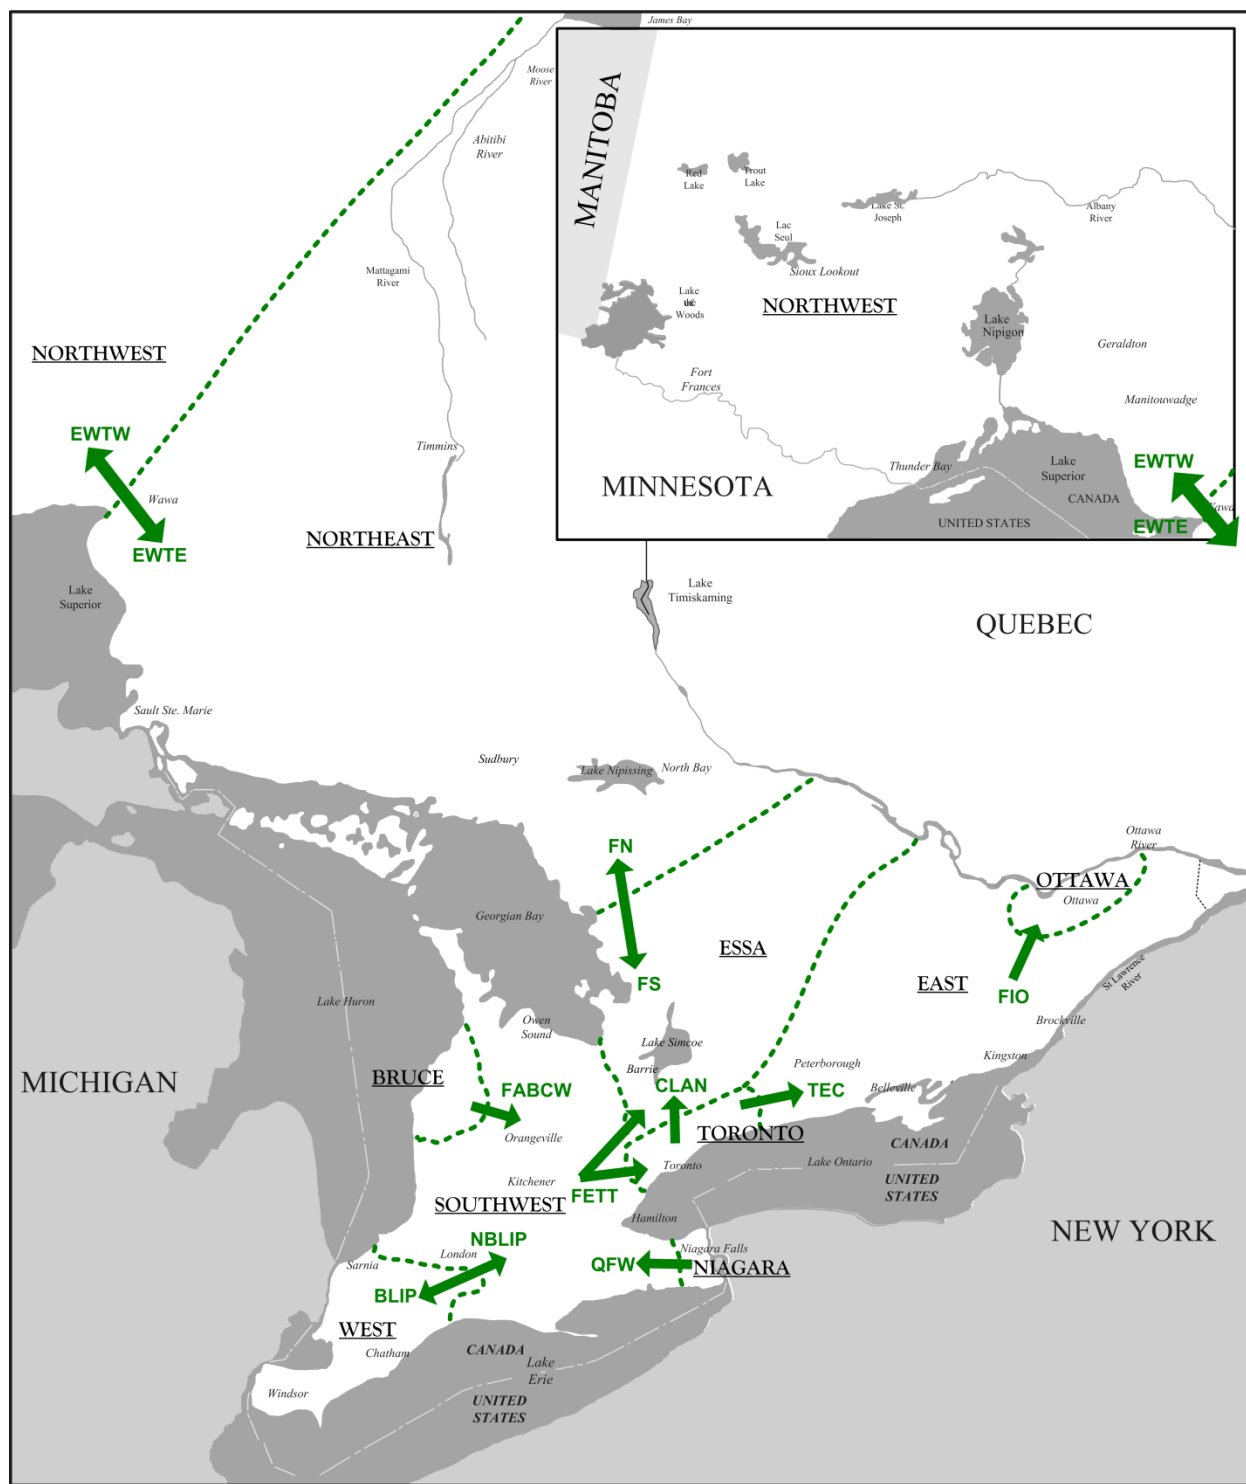 James Bay
Moose
River
Abitibi
River
Mattagami
River
NORTHWEST
EWTW
Wawa
EWTE
Timmins
NORTHEAST
Lake
Superior
MANITOBA
Red
Lake
Trout
Lake
Lake St.
Joseph
Albany
River
Lac
Seul
Sioux Lookout
Lake
of the
Woods
NORTHWEST
Lake
Nipigon
Geraldton
Fort
Frances
Manitouwadge
MINNESOTA
Thunder Bay
Lake
Superior
CANADA
UNITED STATES
EWTW
Wawa
EWTE
Lake
Timiskaming
QUEBEC
Sault Ste. Marie
Sudbury
Lake Nipissing
North Bay
FN
Ottawa
River
OTTAWA
Ottawa
Georgian Bay
ESSA
FS
EAST
FIO
St Lawrence
River
Lake Huron
Owen
Sound
Lake Simcoe
Brockville
Barrie
Peterborough
Kingston
MICHIGAN
BRUCE
FABCW
CLAN
TEC
Belleville
Orangeville
TORONTO
CANADA
Toronto
Lake Ontario
Kitchener
FETT
UNITED
STATES
SOUTHWEST
Hamilton
NEW YORK
NBLIP
London
Sarnia
Niagara Falls
QFW
NIAGARA
BLIP
WEST
Chatham
CANADA
Lake
Erie
Windsor
UNITED
STATES